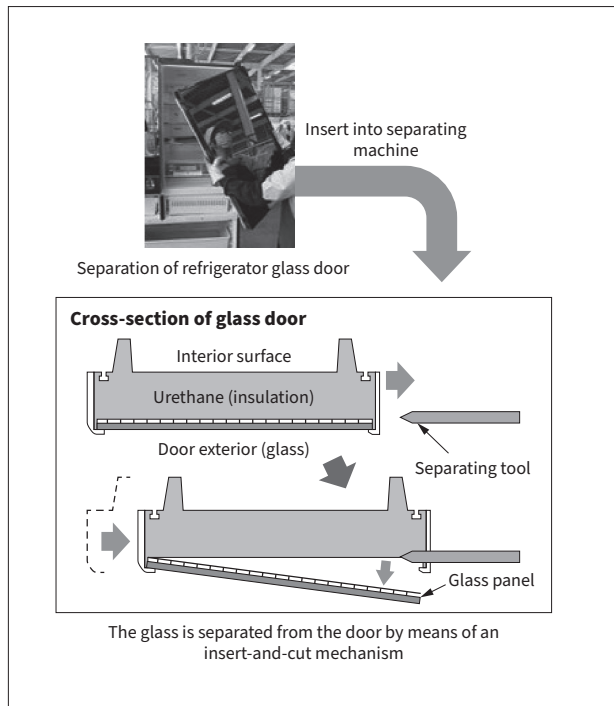 Insert into separating
machine
Separation of refrigerator glass door
Cross-section of glass door
Interior surface
Urethane (insulation)
Door exterior (glass)
Separating tool
Glass panel
The glass is separated from the door by means of an
insert-and-cut mechanism